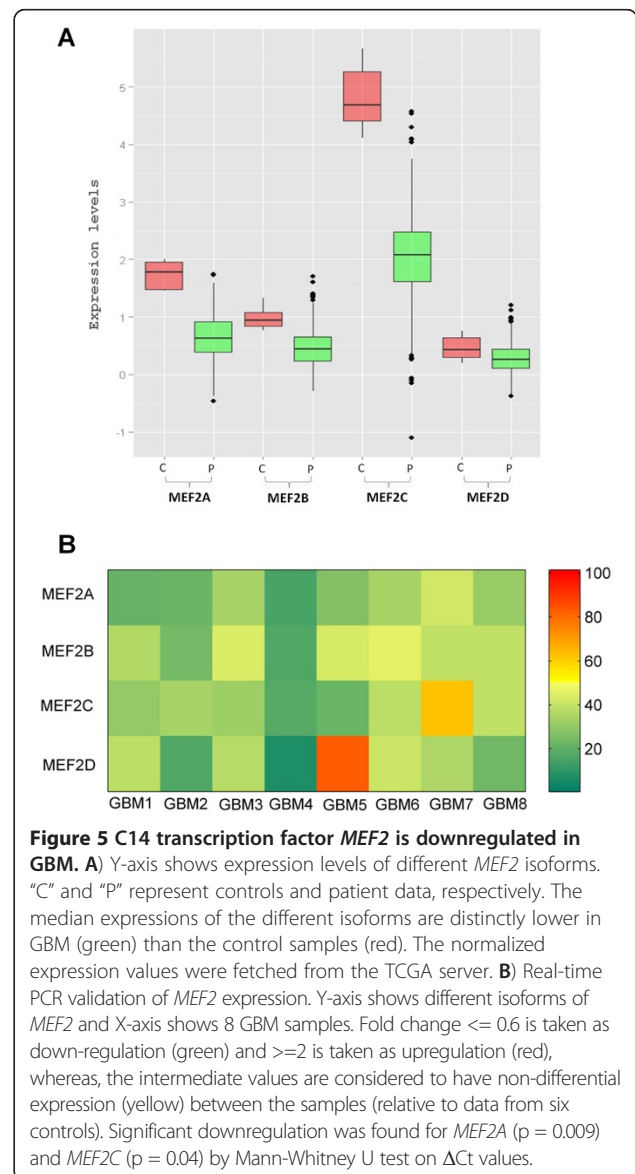 A
Expression levels
5
4
3
2
1
0
-1
C P C P C P C P
MEF2A MEF2B MEF2C MEF2D
B
MEF2A
MEF2B
MEF2C
MEF2D
GBM1 GBM2 GBM3 GBM4 GBM5 GBM6 GBM7 GBM8
100
80
60
40
20
Figure 5 C14 transcription factor MEF2 is downregulated in
GBM. A) Y-axis shows expression levels of different MEF2 isoforms.
“C” and “P” represent controls and patient data, respectively. The
median expressions of the different isoforms are distinctly lower in
GBM (green) than the control samples (red). The normalized
expression values were fetched from the TCGA server. B) Real-time
PCR validation of MEF2 expression. Y-axis shows different isoforms of
MEF2 and X-axis shows 8 GBM samples. Fold change <= 0.6 is taken as
down-regulation (green) and >=2 is taken as upregulation (red),
whereas, the intermediate values are considered to have non-differential
expression (yellow) between the samples (relative to data from six
controls). Significant downregulation was found for MEF2A (p = 0.009)
and MEF2C (p = 0.04) by Mann-Whitney U test on ΔCt values.